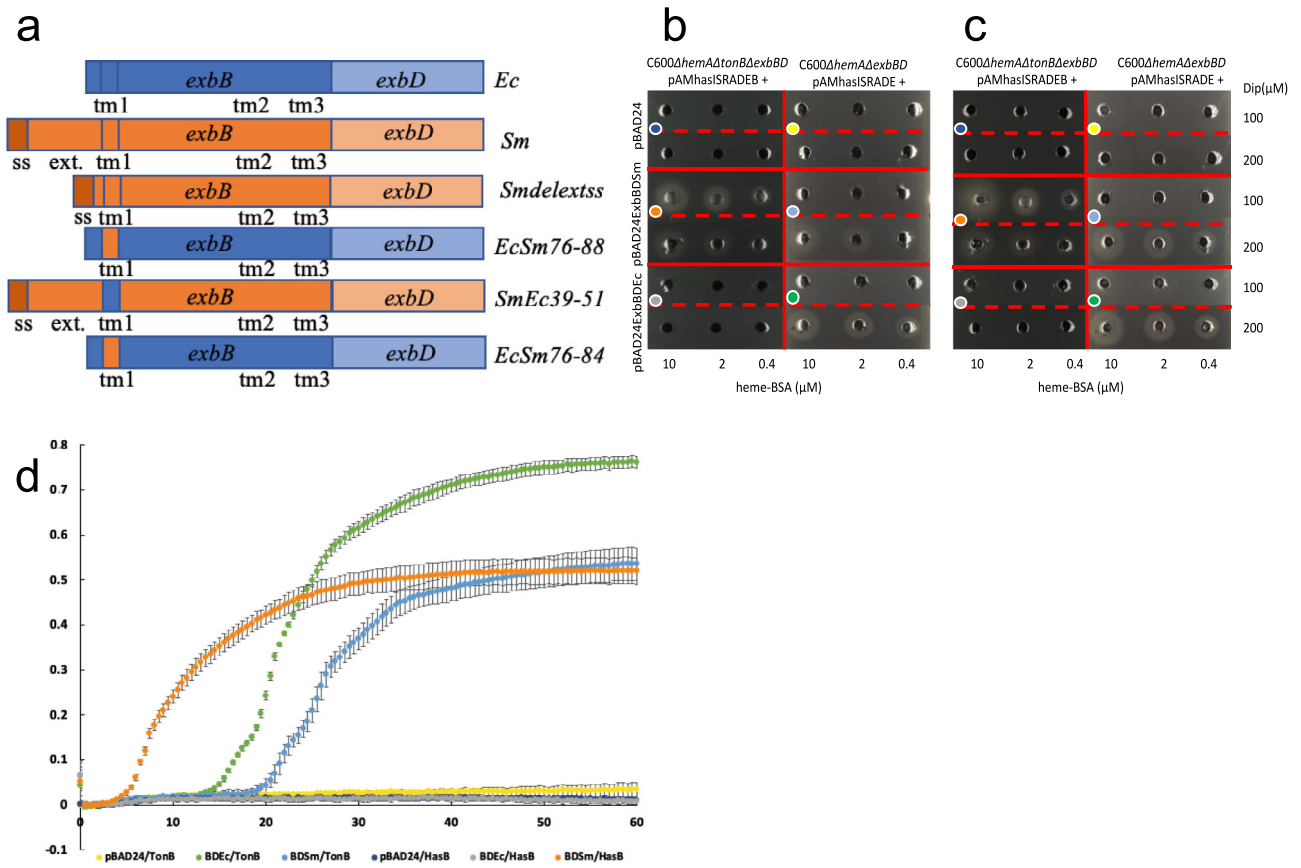 a
exbB exbD Ec
tm1 tm2 tm3
exbB exbD Sm
ss ext. tm1 tm2 tm3
exbB exbD Smdelextss
ss tm1 tm2 tm3
exbB exbD EcSm76-88
tm1 tm2 tm3
exbB exbD SmEc39-51
ss ext. tm1 tm2 tm3
exbB exbD EcSm76-84
tm1 tm2 tm3
b
C600ΔhemAΔtonBΔexbBD
pAMhasISRADEB +
C600ΔhemAΔexbBD
pAMhasISRADE +
pBAD24
pBAD24ExbBDSm
pBAD24ExbBDEc
10 2 0.4 10 2 0.4
heme-BSA (µM)
c
C600ΔhemAΔtonBΔexbBD
pAMhasISRADEB +
C600ΔhemAΔexbBD
pAMhasISRADE +
Dip(µM)
100
200
100
200
100
200
10 2 0.4 10 2 0.4
heme-BSA (µM)
d
0.8
0.7
0.6
0.5
0.4
0.3
0.2
0.1
0
-0.1
10 20 30 40 50 60
pBAD24/TonB BDEc/TonB BDSm/TonB pBAD24/HasB BDEc/HasB BDSm/HasB